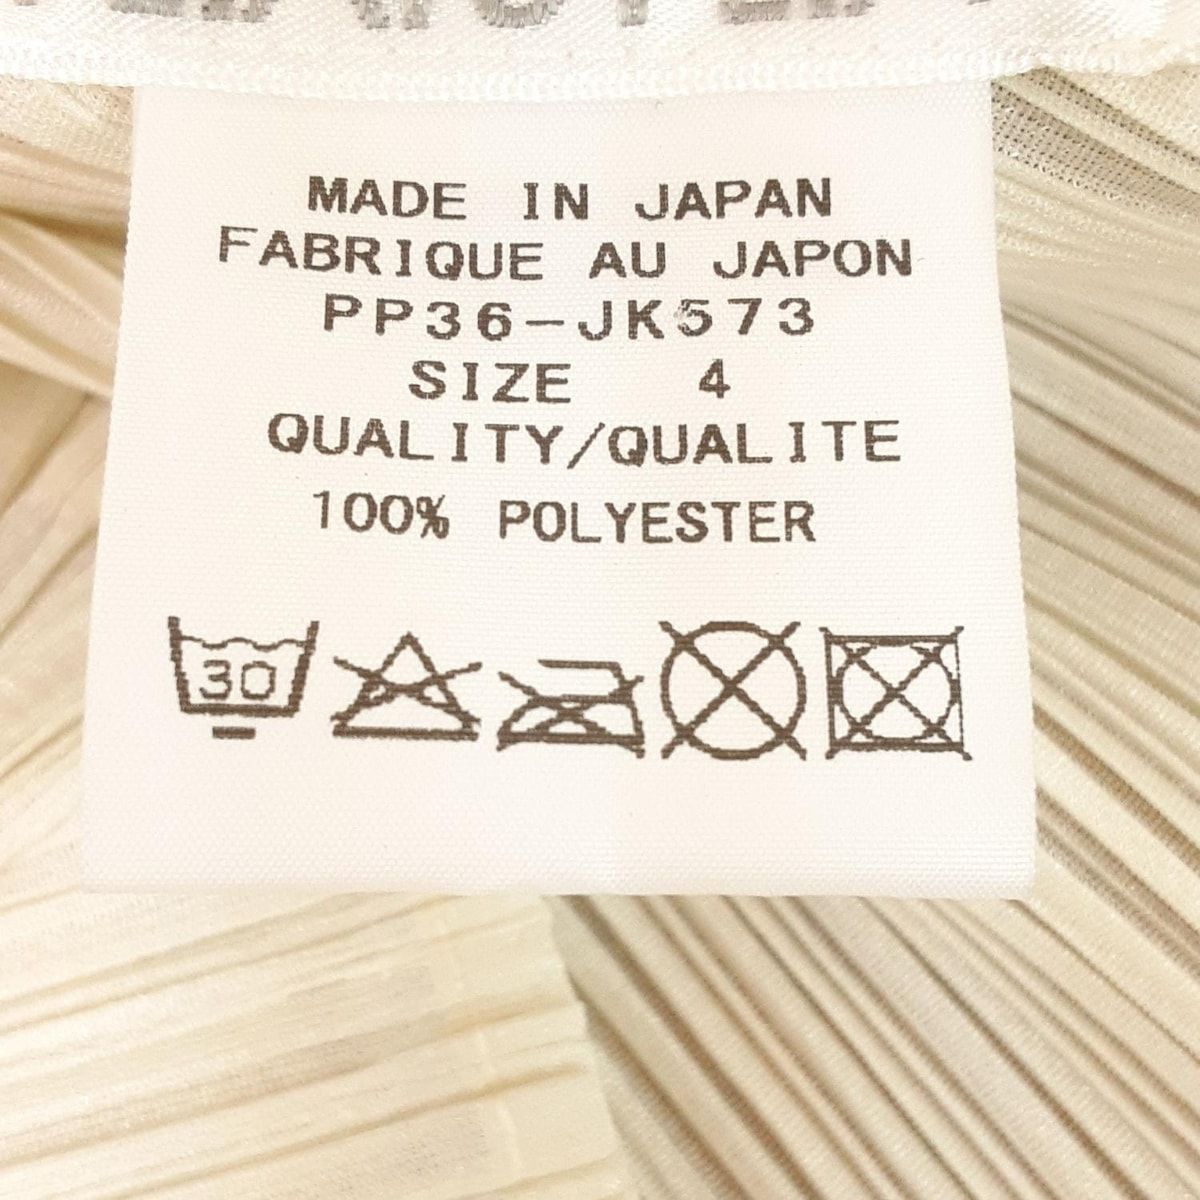 MADE IN JAPAN
FABRIQUE AU JAPON
PP36-JK573
SIZE 4
QUALITY/QUALITE
100% POLYESTER
30